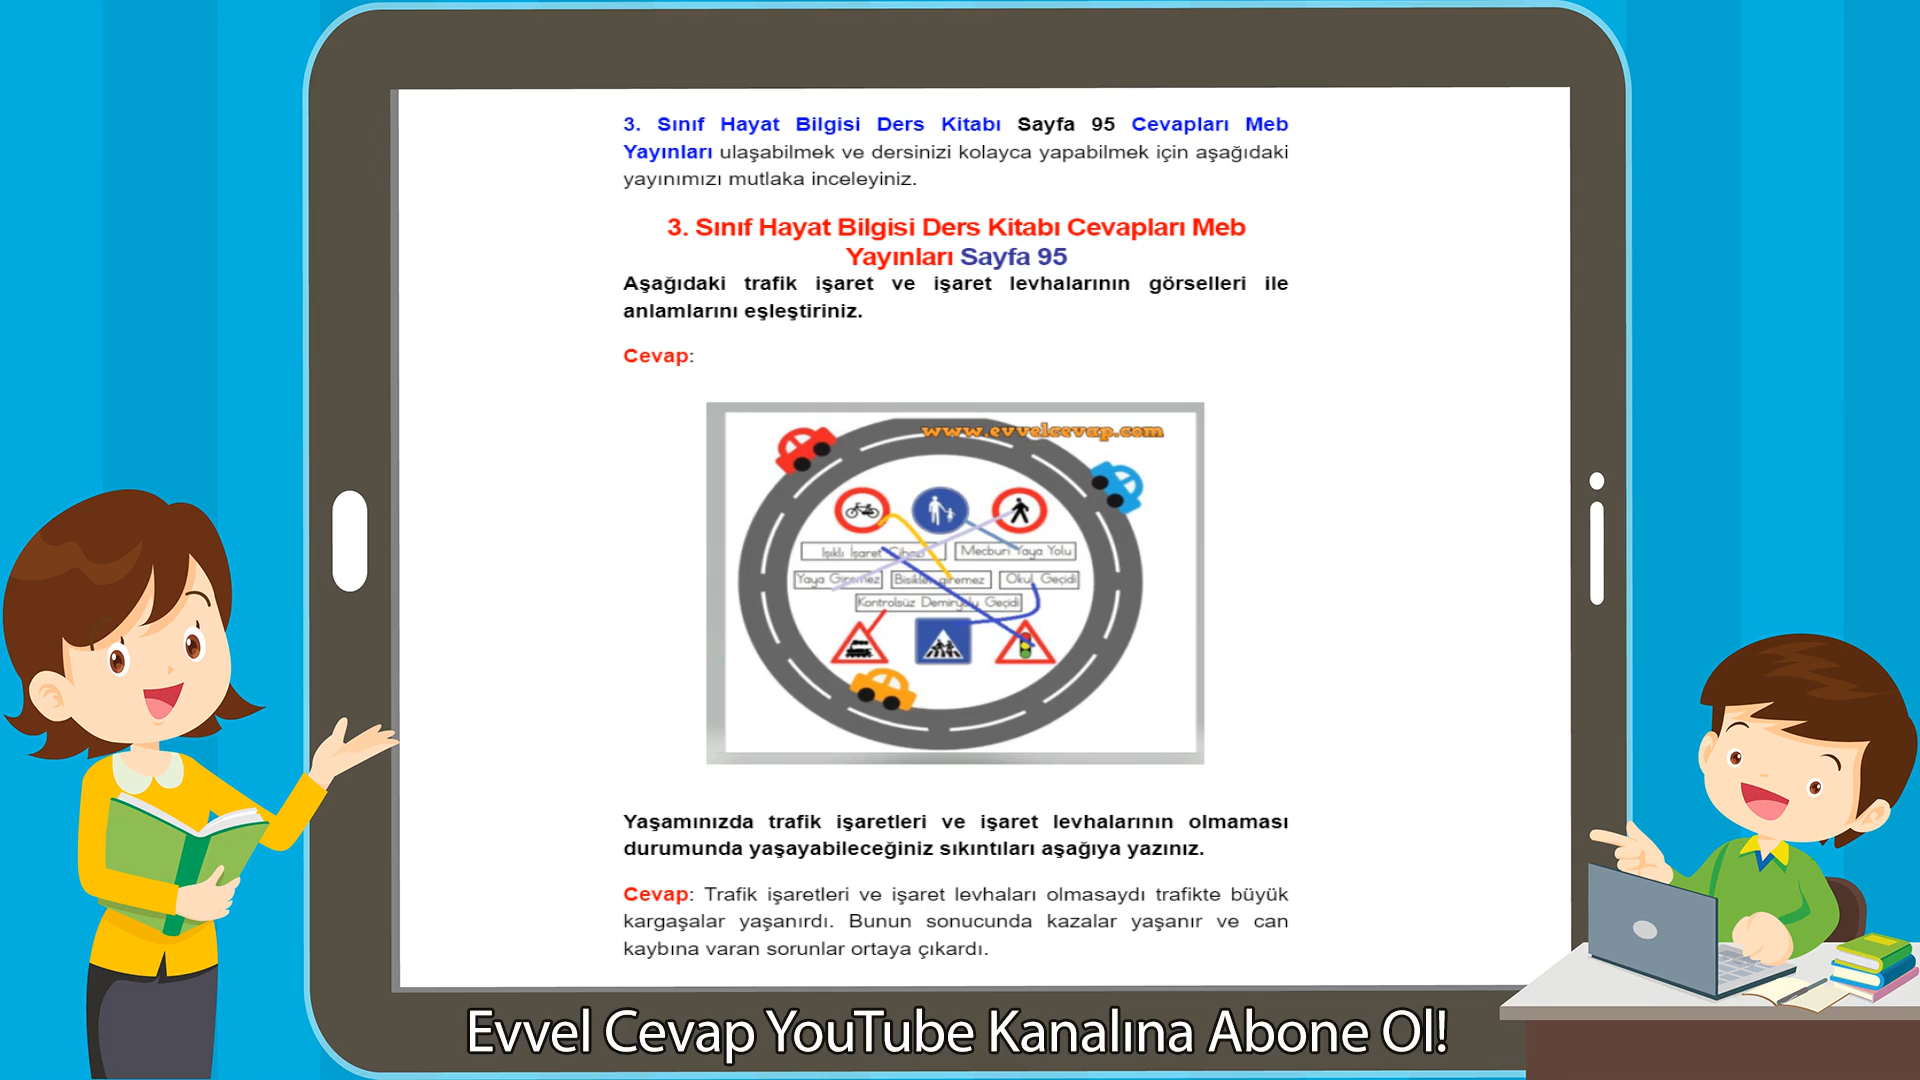 3. Sınıf Hayat Bilgisi Ders Kitabı Sayfa 95 Cevapları Meb
Yayınları ulaşabilmek ve dersinizi kolayca yapabilmek için aşağıdaki
yayınımızı mutlaka inceleyiniz.
3. Sınıf Hayat Bilgisi Ders Kitabı Cevapları Meb
Yayınları Sayfa 95
Aşağıdaki trafik işaret ve işaret levhalarının görselleri ile
anlamlarını eşleştiriniz.
Cevap:
www.evvelcevap.com
Işıklı İşaret Cihazı
Mecburi Yaya Yolu
Yaya Giremez
Bisiklet giremez
Okul Geçidi
Kontrolsüz Demiryolu Geçidi
Yaşamınızda trafik işaretleri ve işaret levhalarının olmaması
durumunda yaşayabileceğiniz sıkıntıları aşağıya yazınız.
Cevap: Trafik işaretleri ve işaret levhaları olmasaydı trafikte büyük
kargaşalar yaşanırdı. Bunun sonucunda kazalar yaşanır ve can
kaybına varan sorunlar ortaya çıkardı.
Evvel Cevap YouTube Kanalına Abone Ol!